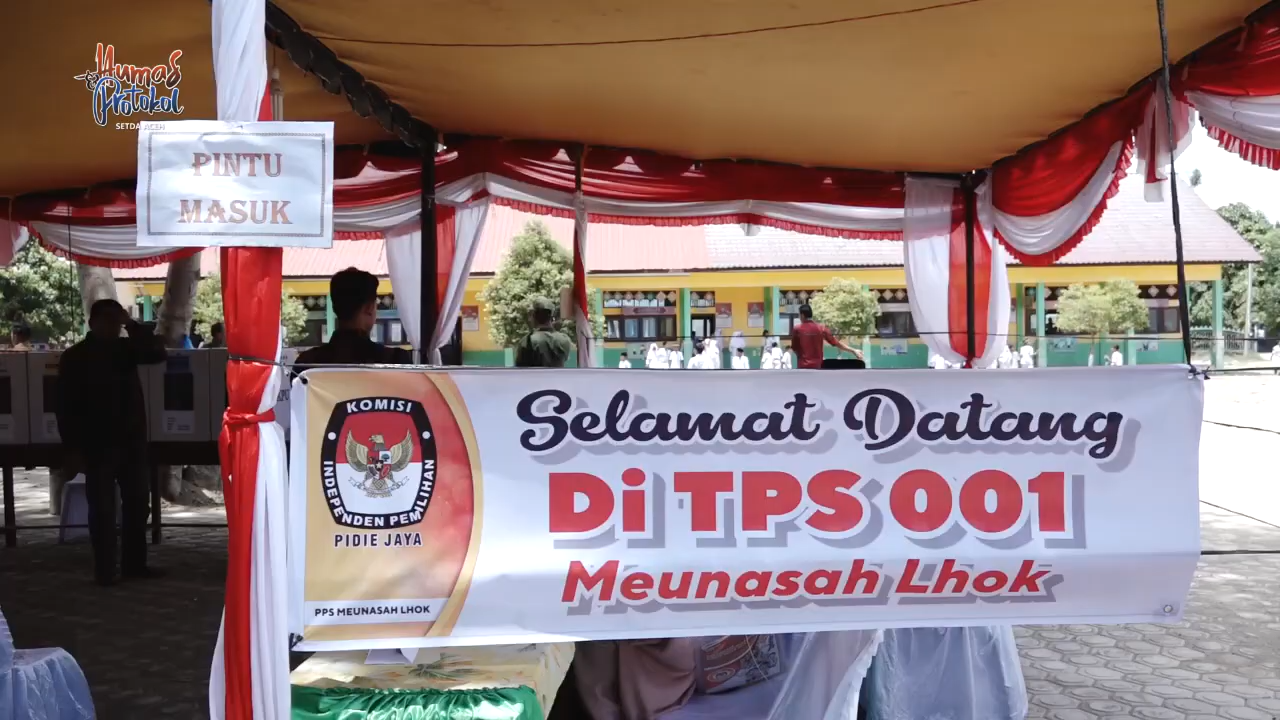 Humas
Protokol
SETDA ACEH
PINTU
MASUK
KOMISI
INDEPENDEN PEMILIHAN
PIDIE JAYA
PPS MEUNASAH LHOK
Selamat Datang
Di TPS 001
Meunasah Lhok